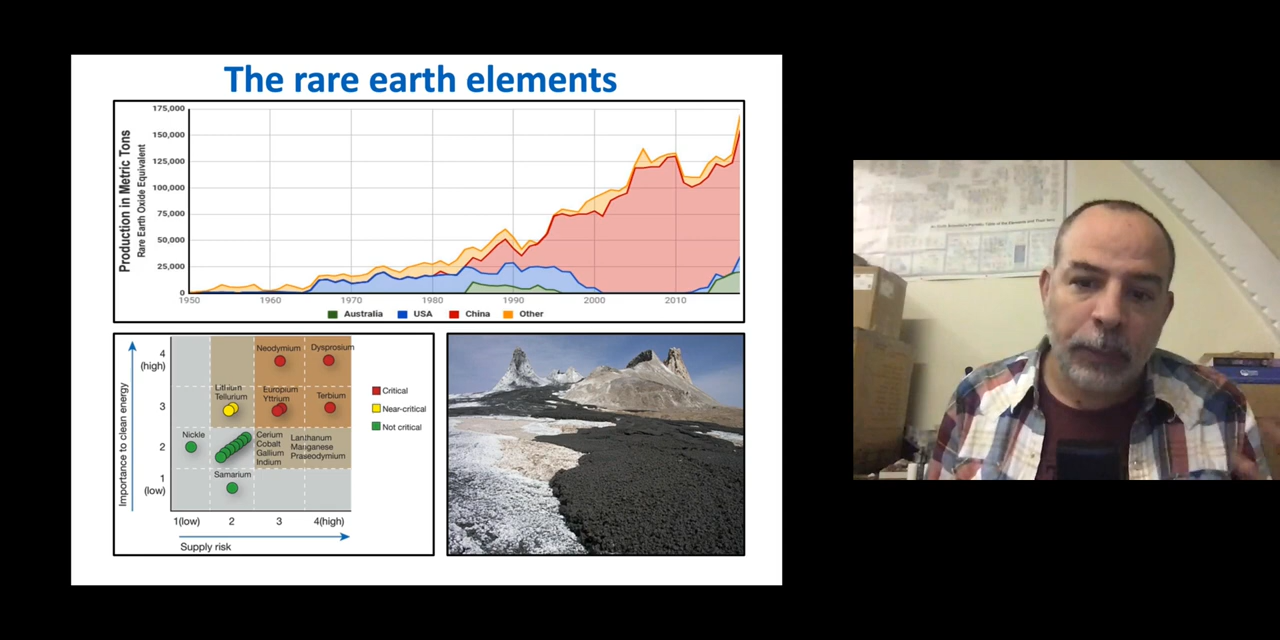 The rare earth elements
Production in Metric Tons
Rare Earth Oxide Equivalent
175,000
150,000
125,000
100,000
75,000
50,000
25,000
0
1950 1960 1970 1980 1990 2000 2010
Australia USA China Other
Importance to clean energy
4
(high)
3
2
1
(low)
Neodymium Dysprosium
Lithium
Tellurium
Europium
Yttrium
Terbium
Nickle
Cerium
Cobalt
Gallium
Indium
Lanthanum
Manganese
Praseodymium
Samarium
1(low) 2 3 4(high)
Supply risk
Critical
Near-critical
Not critical